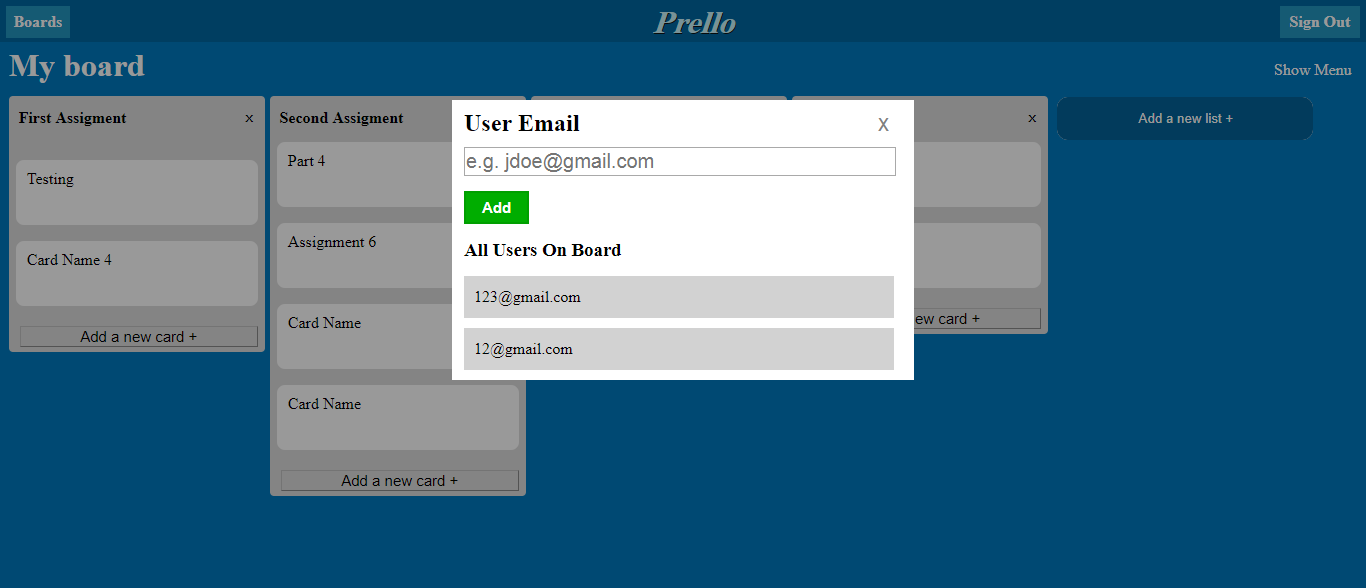 Boards
Prello
Sign Out
My board
Show Menu
First Assigment x
Testing
Card Name 4
Add a new card +
Second Assigment
Part 4
Assignment 6
Card Name
Card Name
Add a new card +
User Email X
e.g. jdoe@gmail.com
Add
All Users On Board
123@gmail.com
12@gmail.com
x
card +
Add a new list +